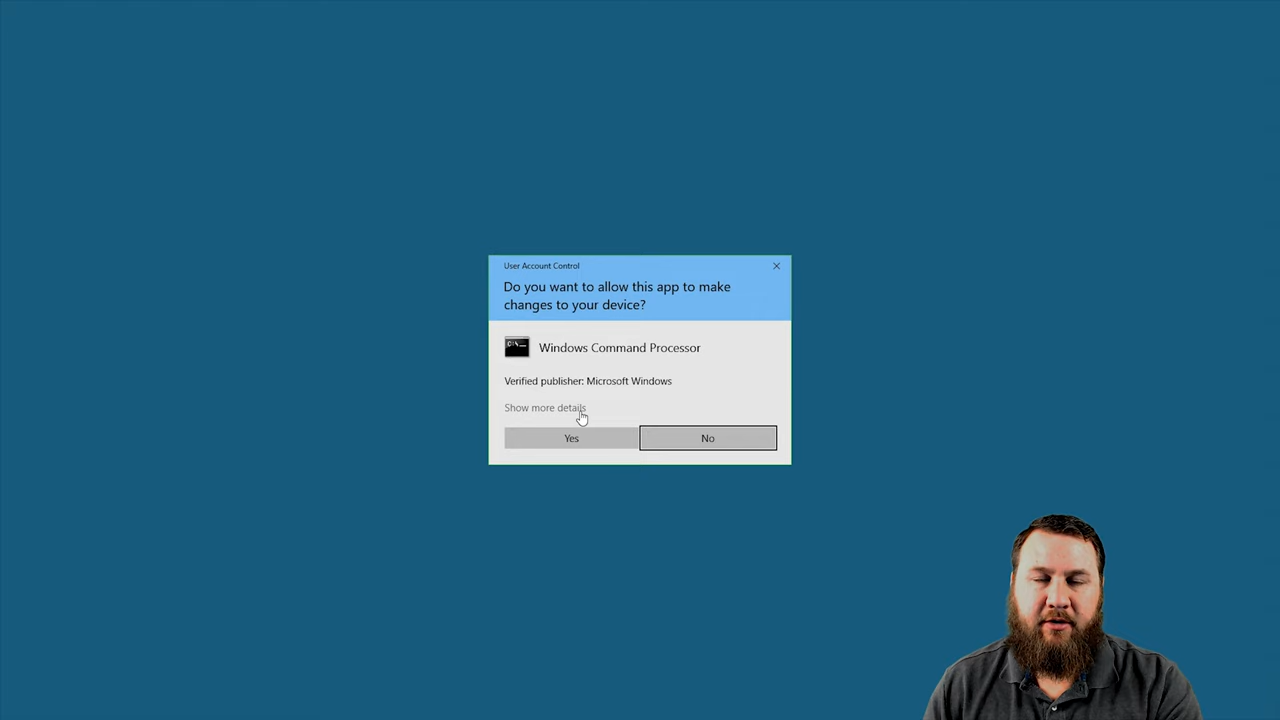 User Account Control
Do you want to allow this app to make
changes to your device?
Windows Command Processor
Verified publisher: Microsoft Windows
Show more details
Yes
No